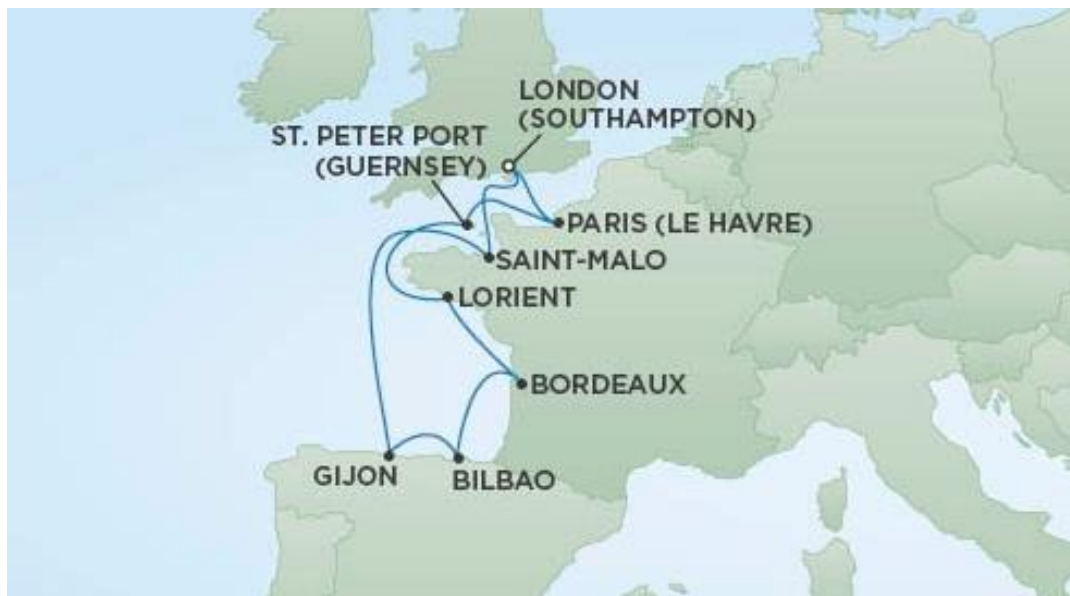 LONDON
(SOUTHAMPTON)
ST. PETER PORT
(GUERNSEY)
PARIS (LE HAVRE)
SAINT-MALO
LORIENT
BORDEAUX
GIJON
BILBAO